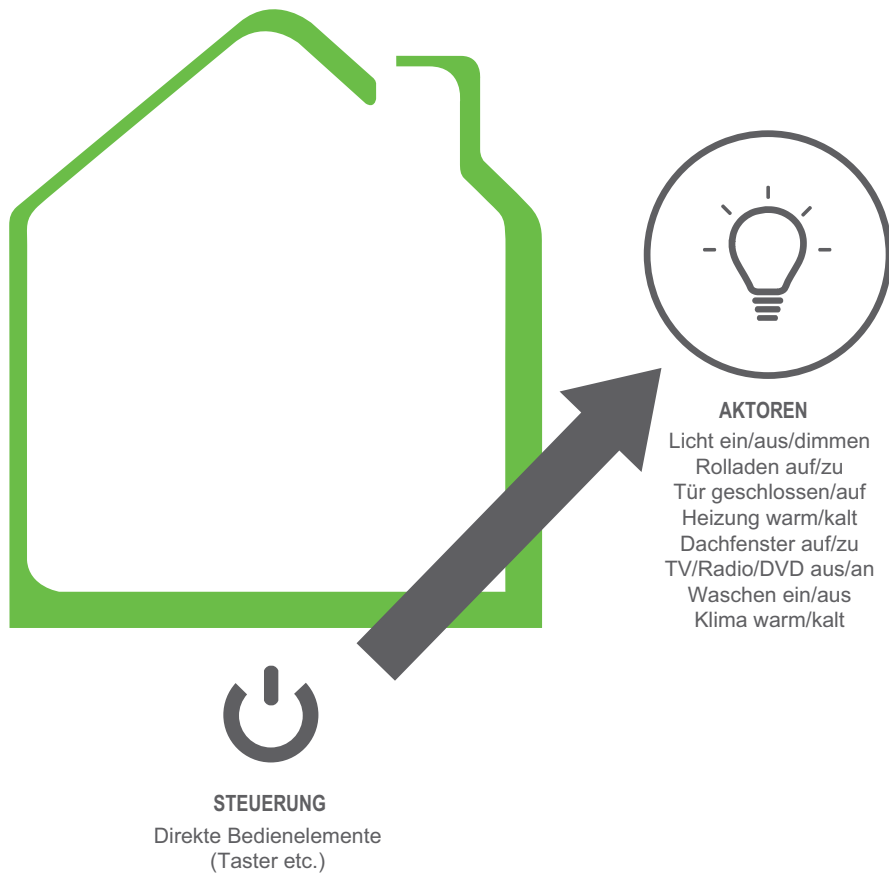 AKTOREN
Licht ein/aus/dimmen
Rolladen auf/zu
Tür geschlossen/auf
Heizung warm/kalt
Dachfenster auf/zu
TV/Radio/DVD aus/an
Waschen ein/aus
Klima warm/kalt
STEUERUNG
Direkte Bedienelemente
(Taster etc.)